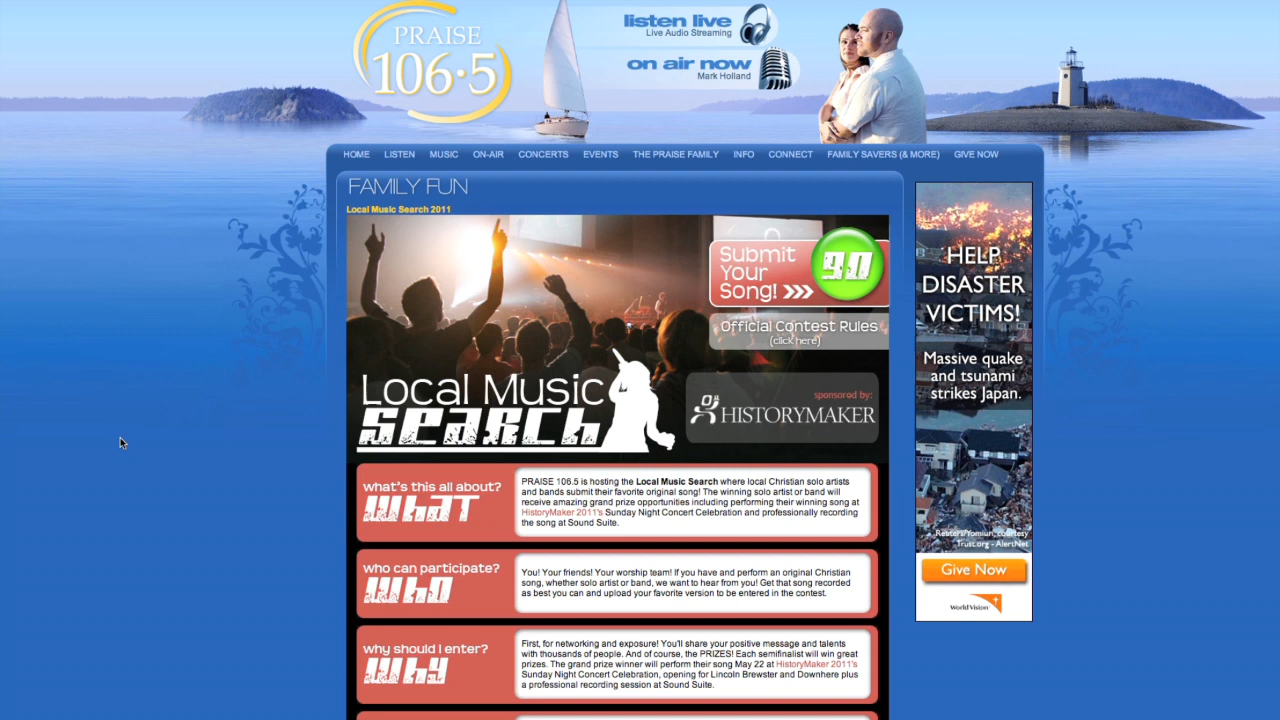 PRAISE
106.5
listen live
Live Audio Streaming
on air now
Mark Holland
HOME LISTEN MUSIC ON-AIR CONCERTS EVENTS THE PRAISE FAMILY INFO CONNECT FAMILY SAVERS (& MORE) GIVE NOW
FAMILY FUN
Local Music Search 2011
Submit
Your
Song! >>>
go
Official Contest Rules
(click here)
Local Music
Search
sponsored by:
HISTORYMAKER
what's this all about?
What
PRAISE 106.5 is hosting the Local Music Search where local Christian solo artists
and bands submit their favorite original song! The winning solo artist or band will
receive amazing grand prize opportunities including performing their winning song at
HistoryMaker 2011's Sunday Night Concert Celebration and professionally recording
the song at Sound Suite.
who can participate?
Who
You! Your friends! Your worship team! If you have and perform an original Christian
song, whether solo artist or band, we want to hear from you! Get that song recorded
as best you can and upload your favorite version to be entered in the contest.
why should I enter?
Why
First, for networking and exposure! You'll share your positive message and talents
with thousands of people. And of course, the PRIZES! Each semifinalist will win great
prizes. The grand prize winner will perform their song May 22 at HistoryMaker 2011's
Sunday Night Concert Celebration, opening for Lincoln Brewster and Downhere plus
a professional recording session at Sound Suite.
HELP
DISASTER
VICTIMS!
Massive quake
and tsunami
strikes Japan.
Reuters/Yomiuri, courtesy
Trust.org - AlertNet
Give Now
World Vision